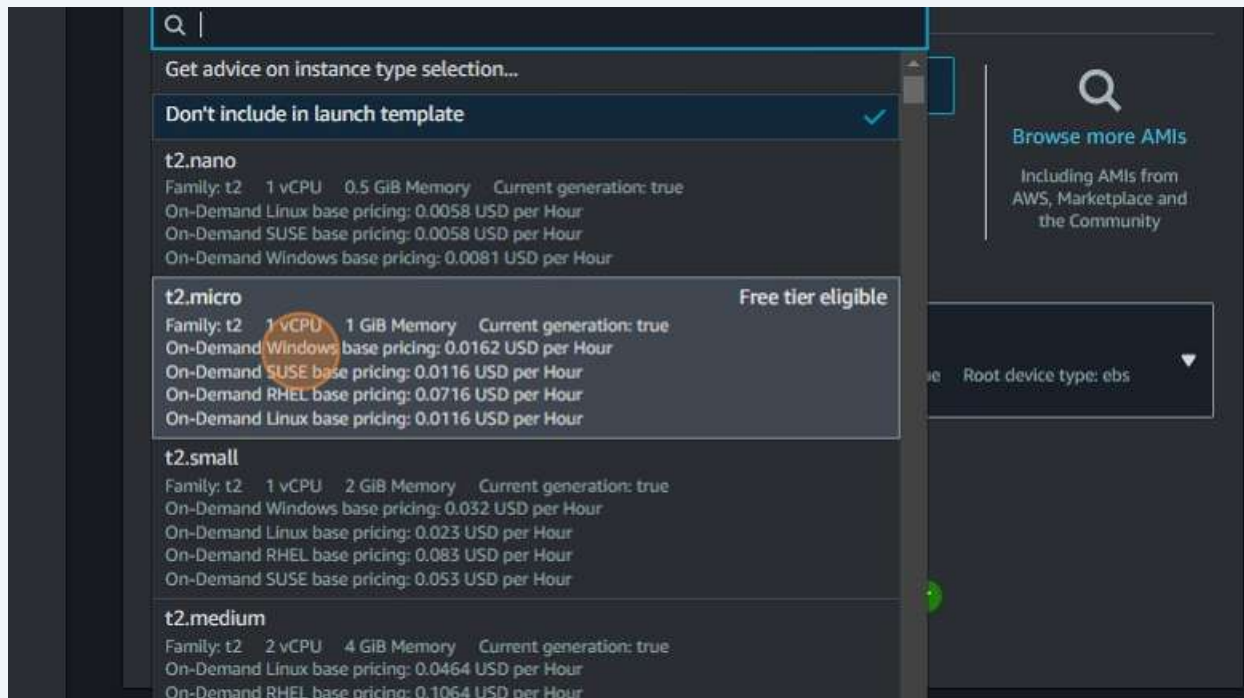 Get advice on instance type selection...
Don't include in launch template
t2.nano
Family: t2 1 vCPU 0.5 GiB Memory Current generation: true
On-Demand Linux base pricing: 0.0058 USD per Hour
On-Demand SUSE base pricing: 0.0058 USD per Hour
On-Demand Windows base pricing: 0.0081 USD per Hour
t2.micro Free tier eligible
Family: t2 1 vCPU 1 GiB Memory Current generation: true
On-Demand Windows base pricing: 0.0162 USD per Hour
On-Demand SUSE base pricing: 0.0116 USD per Hour
On-Demand RHEL base pricing: 0.0716 USD per Hour
On-Demand Linux base pricing: 0.0116 USD per Hour
t2.small
Family: t2 1 vCPU 2 GiB Memory Current generation: true
On-Demand Windows base pricing: 0.032 USD per Hour
On-Demand Linux base pricing: 0.023 USD per Hour
On-Demand RHEL base pricing: 0.083 USD per Hour
On-Demand SUSE base pricing: 0.053 USD per Hour
t2.medium
Family: t2 2 vCPU 4 GiB Memory Current generation: true
On-Demand Linux base pricing: 0.0464 USD per Hour
On-Demand RHEL base pricing: 0.1064 USD per Hour
Browse more AMIs
Including AMIs from
AWS, Marketplace and
the Community
Root device type: ebs